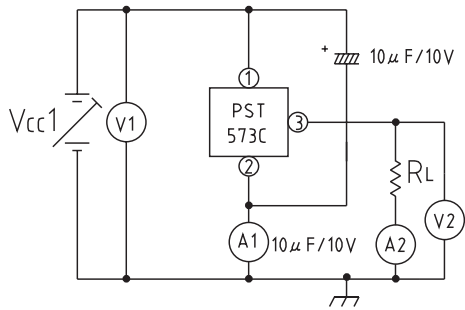 + 10μF/10V
1
Vcc1
V1
PST
573C
3
2
RL
V2
A1
10μF/10V
A2